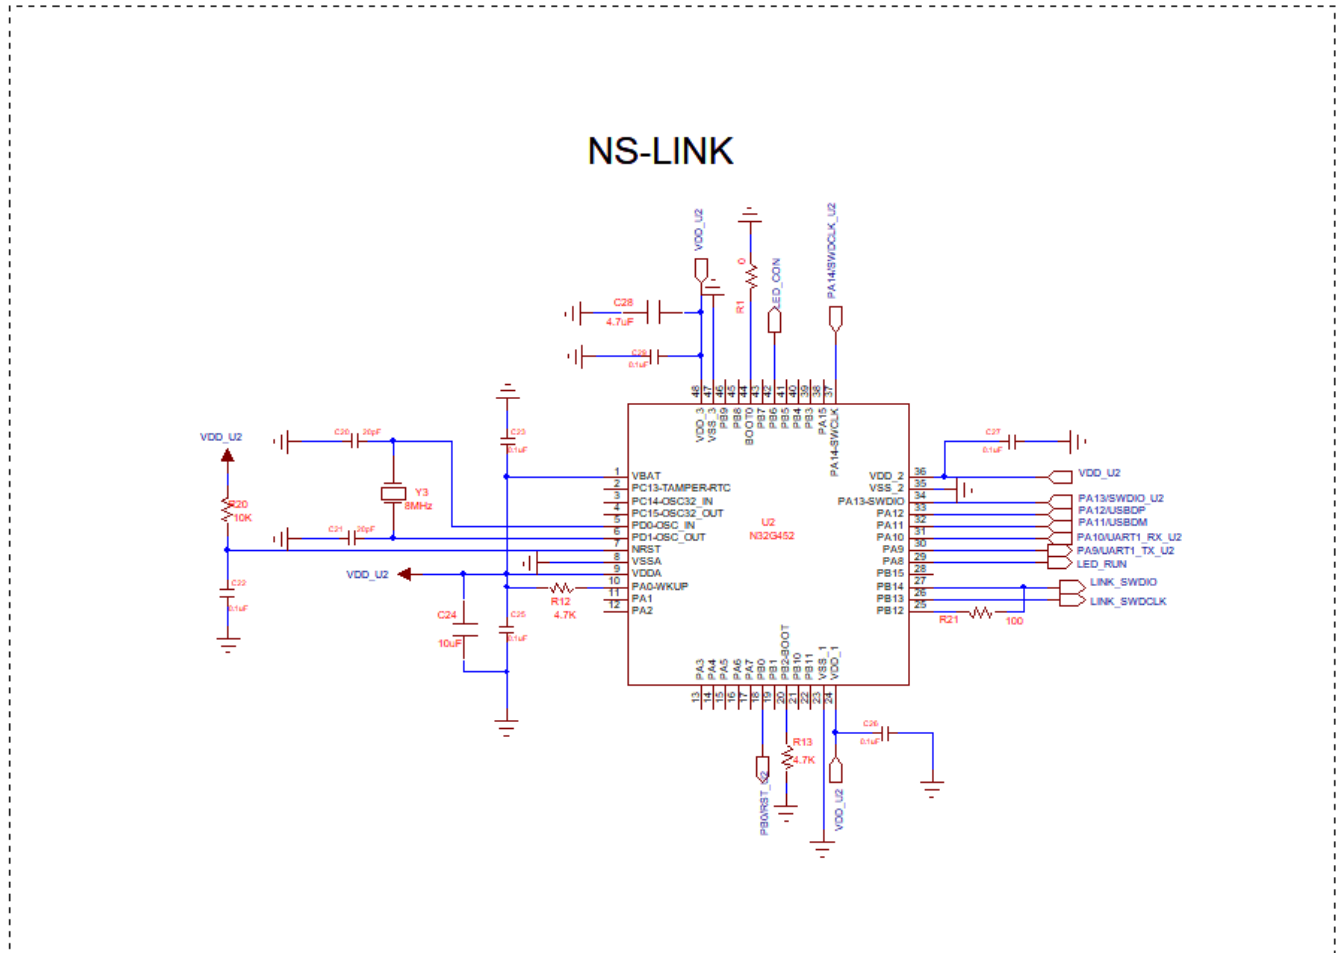 NS-LINK
VDD_U2
LED_CON
PA14/SWDCLK_U2
0
R1
C28
4.7uF
0.1uF
48
47
46
45
44
43
42
41
40
39
38
37
VDD_3
VSS_3
PB9
PB8
BOOT0
PB7
PB6
PB5
PB4
PB3
PA15
PA14-SWCLK
VDD_U2
R20
10K
C20
20pF
Y3
8MHz
C21
20pF
C22
0.1uF
C23
0.1uF
VDD_U2
C24
10uF
C25
0.1uF
R12
4.7K
1 VBAT
2 PC13-TAMPER-RTC
3 PC14-OSC32_IN
4 PC15-OSC32_OUT
5 PD0-OSC_IN
6 PD1-OSC_OUT
7 NRST
8 VSSA
9 VDDA
10 PA0-WKUP
11 PA1
12 PA2
U2
N32G452
VDD_2 36
VSS_2 35
PA13-SWDIO 34
PA12 33
PA11 32
PA10 31
PA9 30
PA8 29
PB15 28
PB14 27
PB13 26
PB12 25
C27
0.1uF
VDD_U2
PA13/SWDIO_U2
PA12/USBDP
PA11/USBDM
PA10/UART1_RX_U2
PA9/UART1_TX_U2
LED_RUN
LINK_SWDIO
LINK_SWDCLK
R21
100
PA3
PA4
PA5
PA6
PA7
PB0
PB1
PB2-BOOT
PB10
PB11
VSS_1
VDD_1
13
14
15
16
17
18
19
20
21
22
23
24
PB0/RST_U2
R13
4.7K
VDD_U2
C26
0.1uF